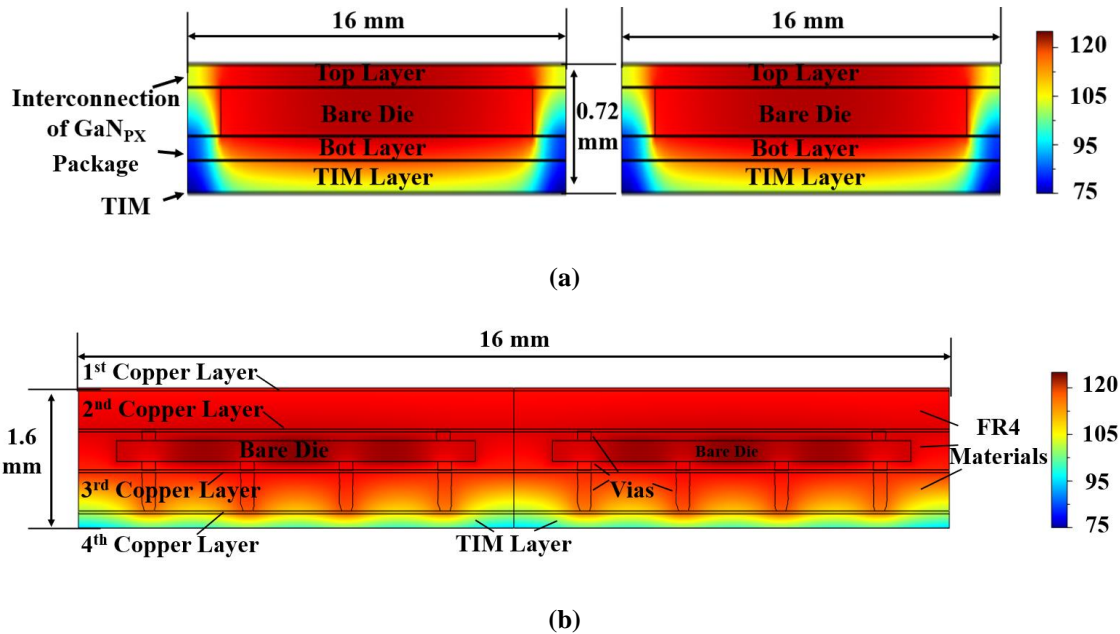 16 mm
16 mm
120
105
95
75
Top Layer
Bare Die
Bot Layer
TIM Layer
Interconnection
of GaNPX
Package
TIM
0.72
mm
Top Layer
Bare Die
Bot Layer
TIM Layer
(a)
16 mm
1st Copper Layer
2nd Copper Layer
Bare Die
Bare Die
3rd Copper Layer
Vias
4th Copper Layer
TIM Layer
1.6
mm
FR4
Materials
120
105
95
75
(b)